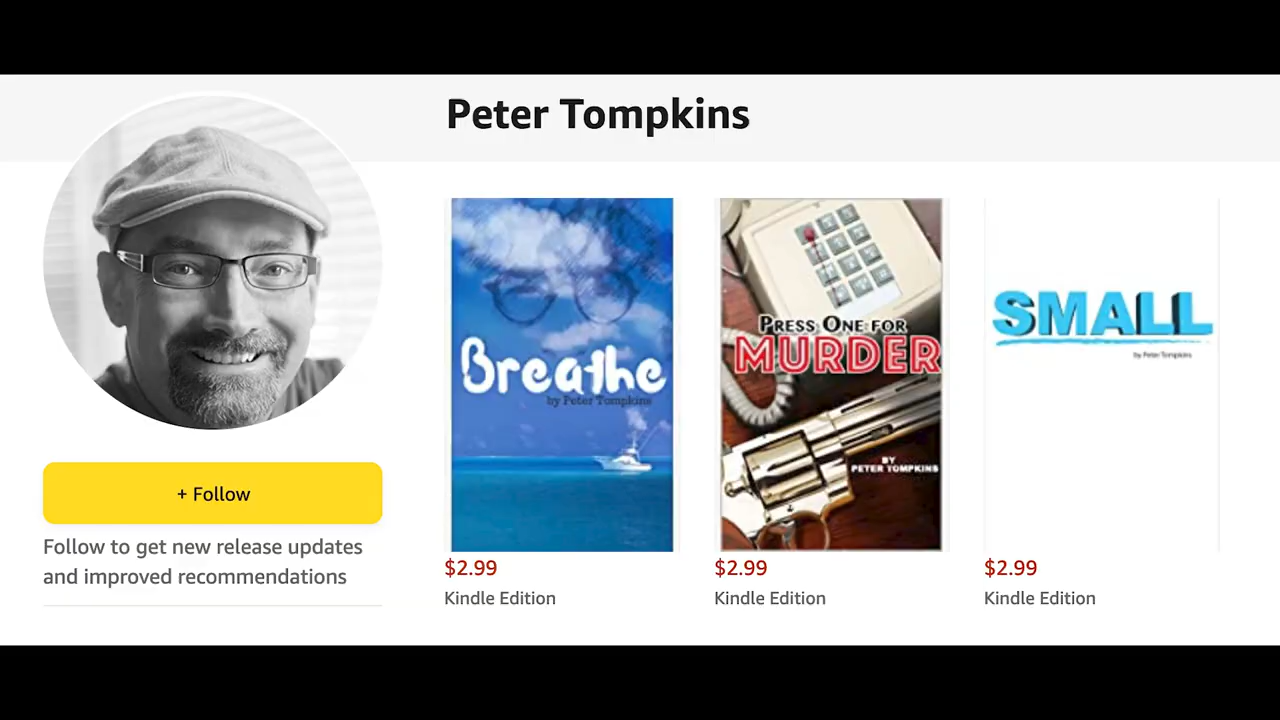 Peter Tompkins
Breathe
by Peter Tompkins
PRESS ONE FOR
MURDER
BY
PETER TOMPKINS
SMALL
by Peter Tompkins
+ Follow
Follow to get new release updates
and improved recommendations
$2.99
Kindle Edition
$2.99
Kindle Edition
$2.99
Kindle Edition